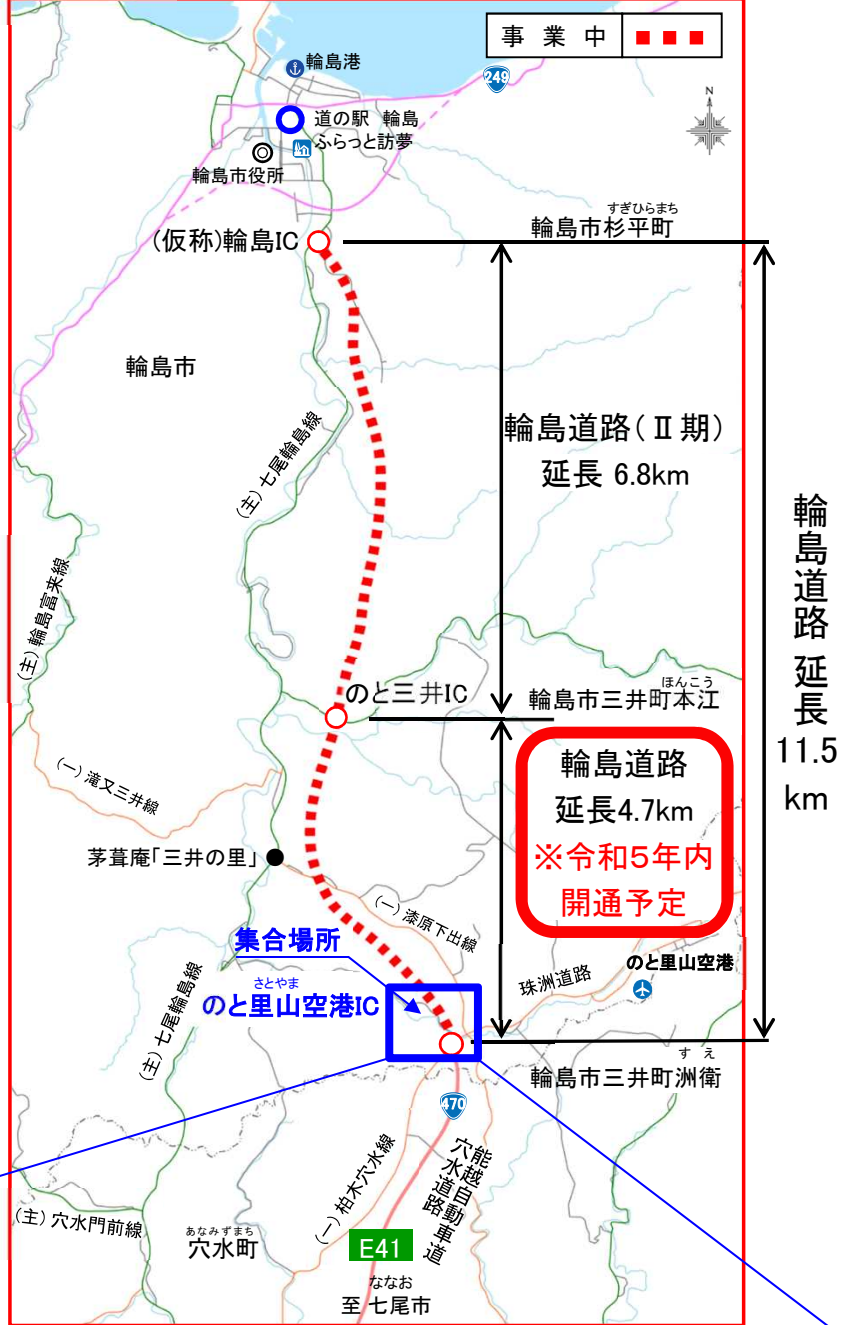 事業中
輪島港
249
N
道の駅 輪島
ふらっと訪夢
輪島市役所
すぎひらまち
輪島市杉平町
(仮称)輪島IC
輪島市
(主)七尾輪島線
輪島道路(Ⅱ期)
延長 6.8km
輪島道路 延長 11.5km
(主)輪島富来線
のと三井IC
ほんこう
輪島市三井町本江
(一)滝又三井線
輪島道路
延長4.7km
※令和5年内
開通予定
茅葺庵「三井の里」
(一)漆原下出線
集合場所
のと里山空港
珠洲道路
さとやま
のと里山空港IC
(主)七尾輪島線
すえ
輪島市三井町洲衛
470
能越自動車道
穴水道路
(一)柏木穴水線
(主)穴水門前線
あなみずまち
穴水町
E41
ななお
至 七尾市